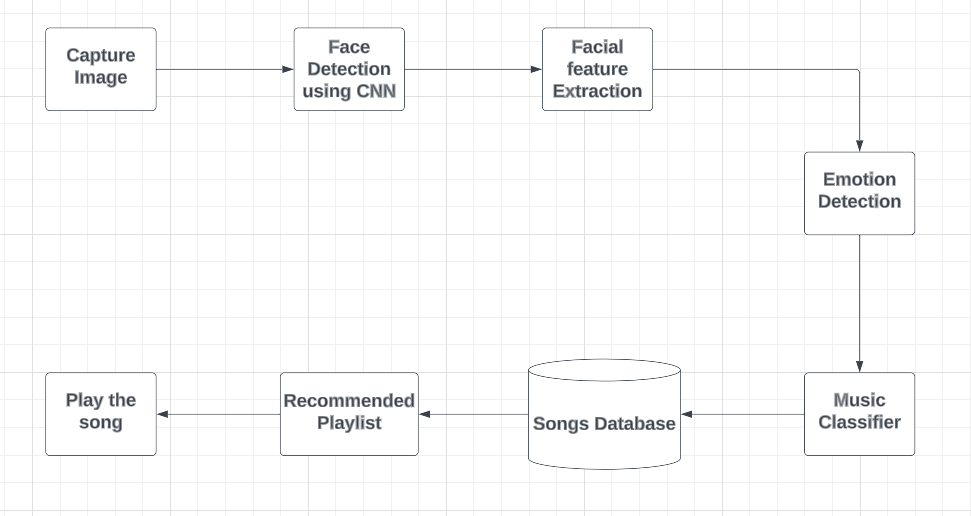 Capture
Image
Face
Detection
using CNN
Facial
feature
Extraction
Emotion
Detection
Music
Classifier
Songs Database
Recommended
Playlist
Play the
song